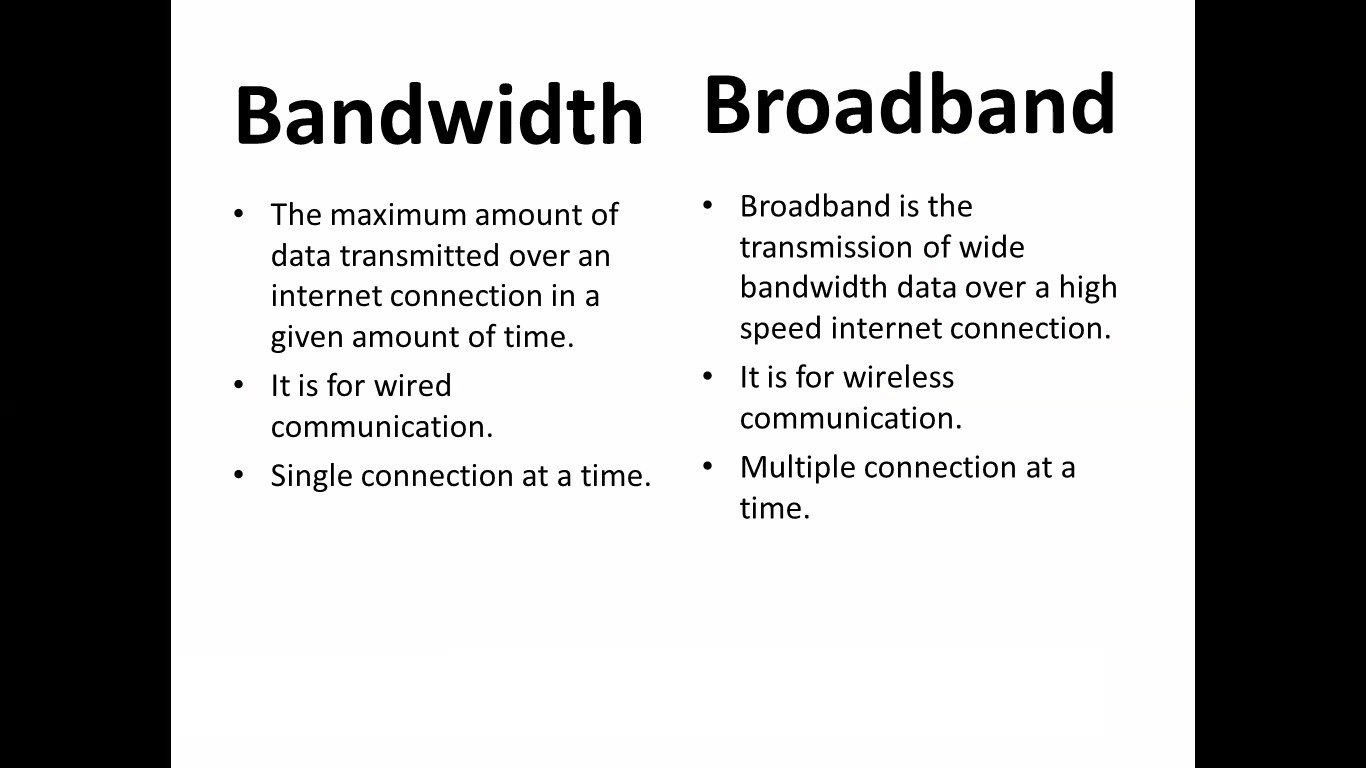 Bandwidth
• The maximum amount of
data transmitted over an
internet connection in a
given amount of time.
• It is for wired
communication.
• Single connection at a time.
Broadband
• Broadband is the
transmission of wide
bandwidth data over a high
speed internet connection.
• It is for wireless
communication.
• Multiple connection at a
time.